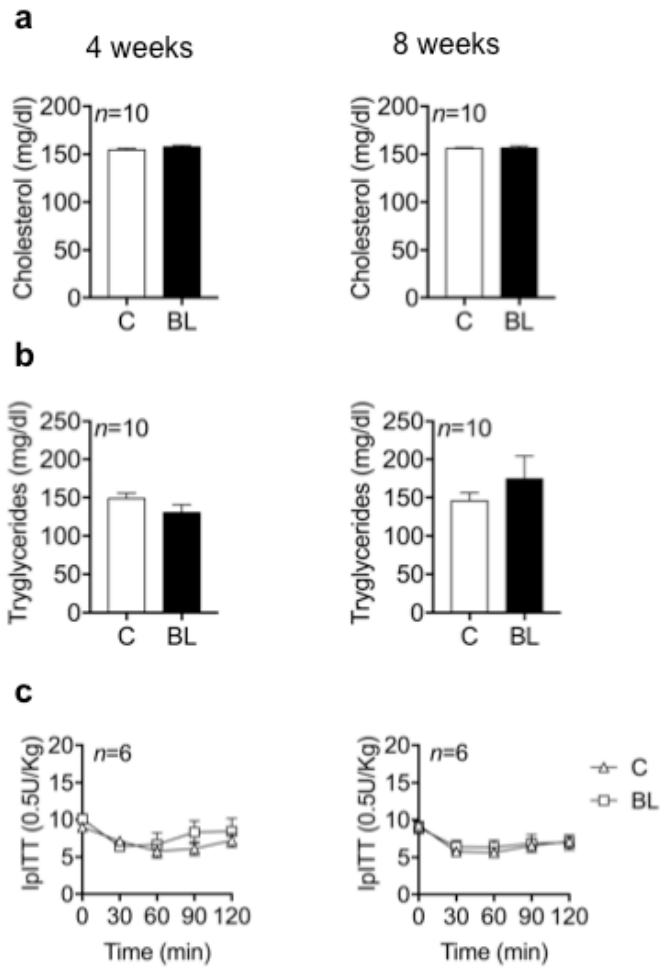 a
4 weeks
8 weeks
Cholesterol (mg/dl)
200
150
100
50
0
n=10
C BL
Cholesterol (mg/dl)
200
150
100
50
0
n=10
C BL
b
Tryglycerides (mg/dl)
250
200
150
100
50
0
n=10
C BL
Tryglycerides (mg/dl)
250
200
150
100
50
0
n=10
C BL
c
IpITT (0.5U/Kg)
20
15
10
5
0
n=6
0 30 60 90 120
Time (min)
IpITT (0.5U/Kg)
20
15
10
5
0
n=6
0 30 60 90 120
Time (min)
C
BL